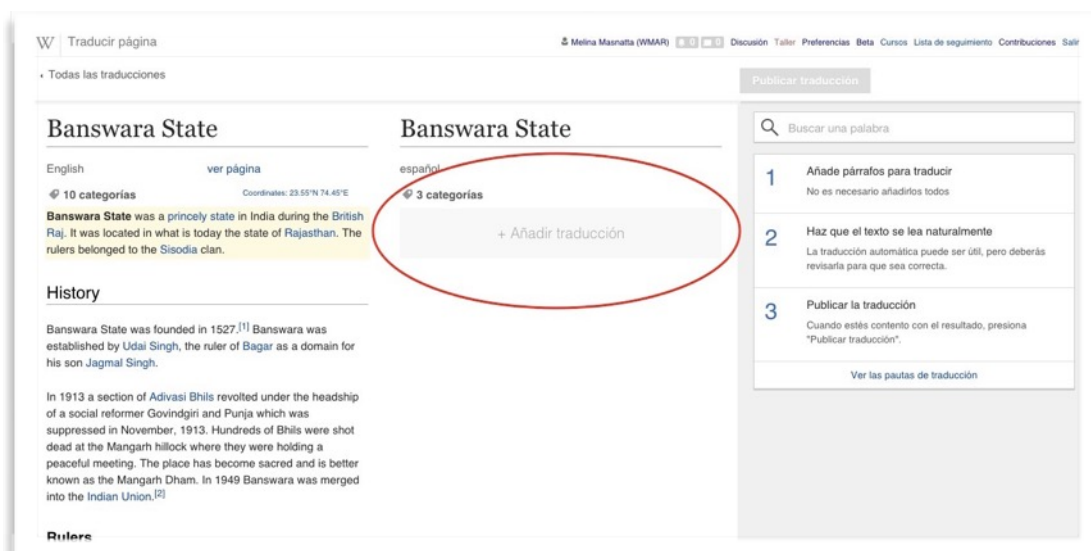 W Traducir página
Melina Masnatta (WMAR) 0 0 Discusión Taller Preferencias Beta Cursos Lista de seguimiento Contribuciones Salir
‹ Todas las traducciones
Publicar traducción
Banswara State
English ver página
10 categorías Coordinates: 23.55°N 74.45°E
Banswara State was a princely state in India during the British
Raj. It was located in what is today the state of Rajasthan. The
rulers belonged to the Sisodia clan.
History
Banswara State was founded in 1527.[1] Banswara was
established by Udai Singh, the ruler of Bagar as a domain for
his son Jagmal Singh.
In 1913 a section of Adivasi Bhils revolted under the headship
of a social reformer Govindgiri and Punja which was
suppressed in November, 1913. Hundreds of Bhils were shot
dead at the Mangarh hillock where they were holding a
peaceful meeting. The place has become sacred and is better
known as the Mangarh Dham. In 1949 Banswara was merged
into the Indian Union.[2]
Rulers
Banswara State
español
3 categorías
+ Añadir traducción
Buscar una palabra
1 Añade párrafos para traducir
No es necesario añadirlos todos
2 Haz que el texto se lea naturalmente
La traducción automática puede ser útil, pero deberás
revisarla para que sea correcta.
3 Publicar la traducción
Cuando estés contento con el resultado, presiona
"Publicar traducción".
Ver las pautas de traducción